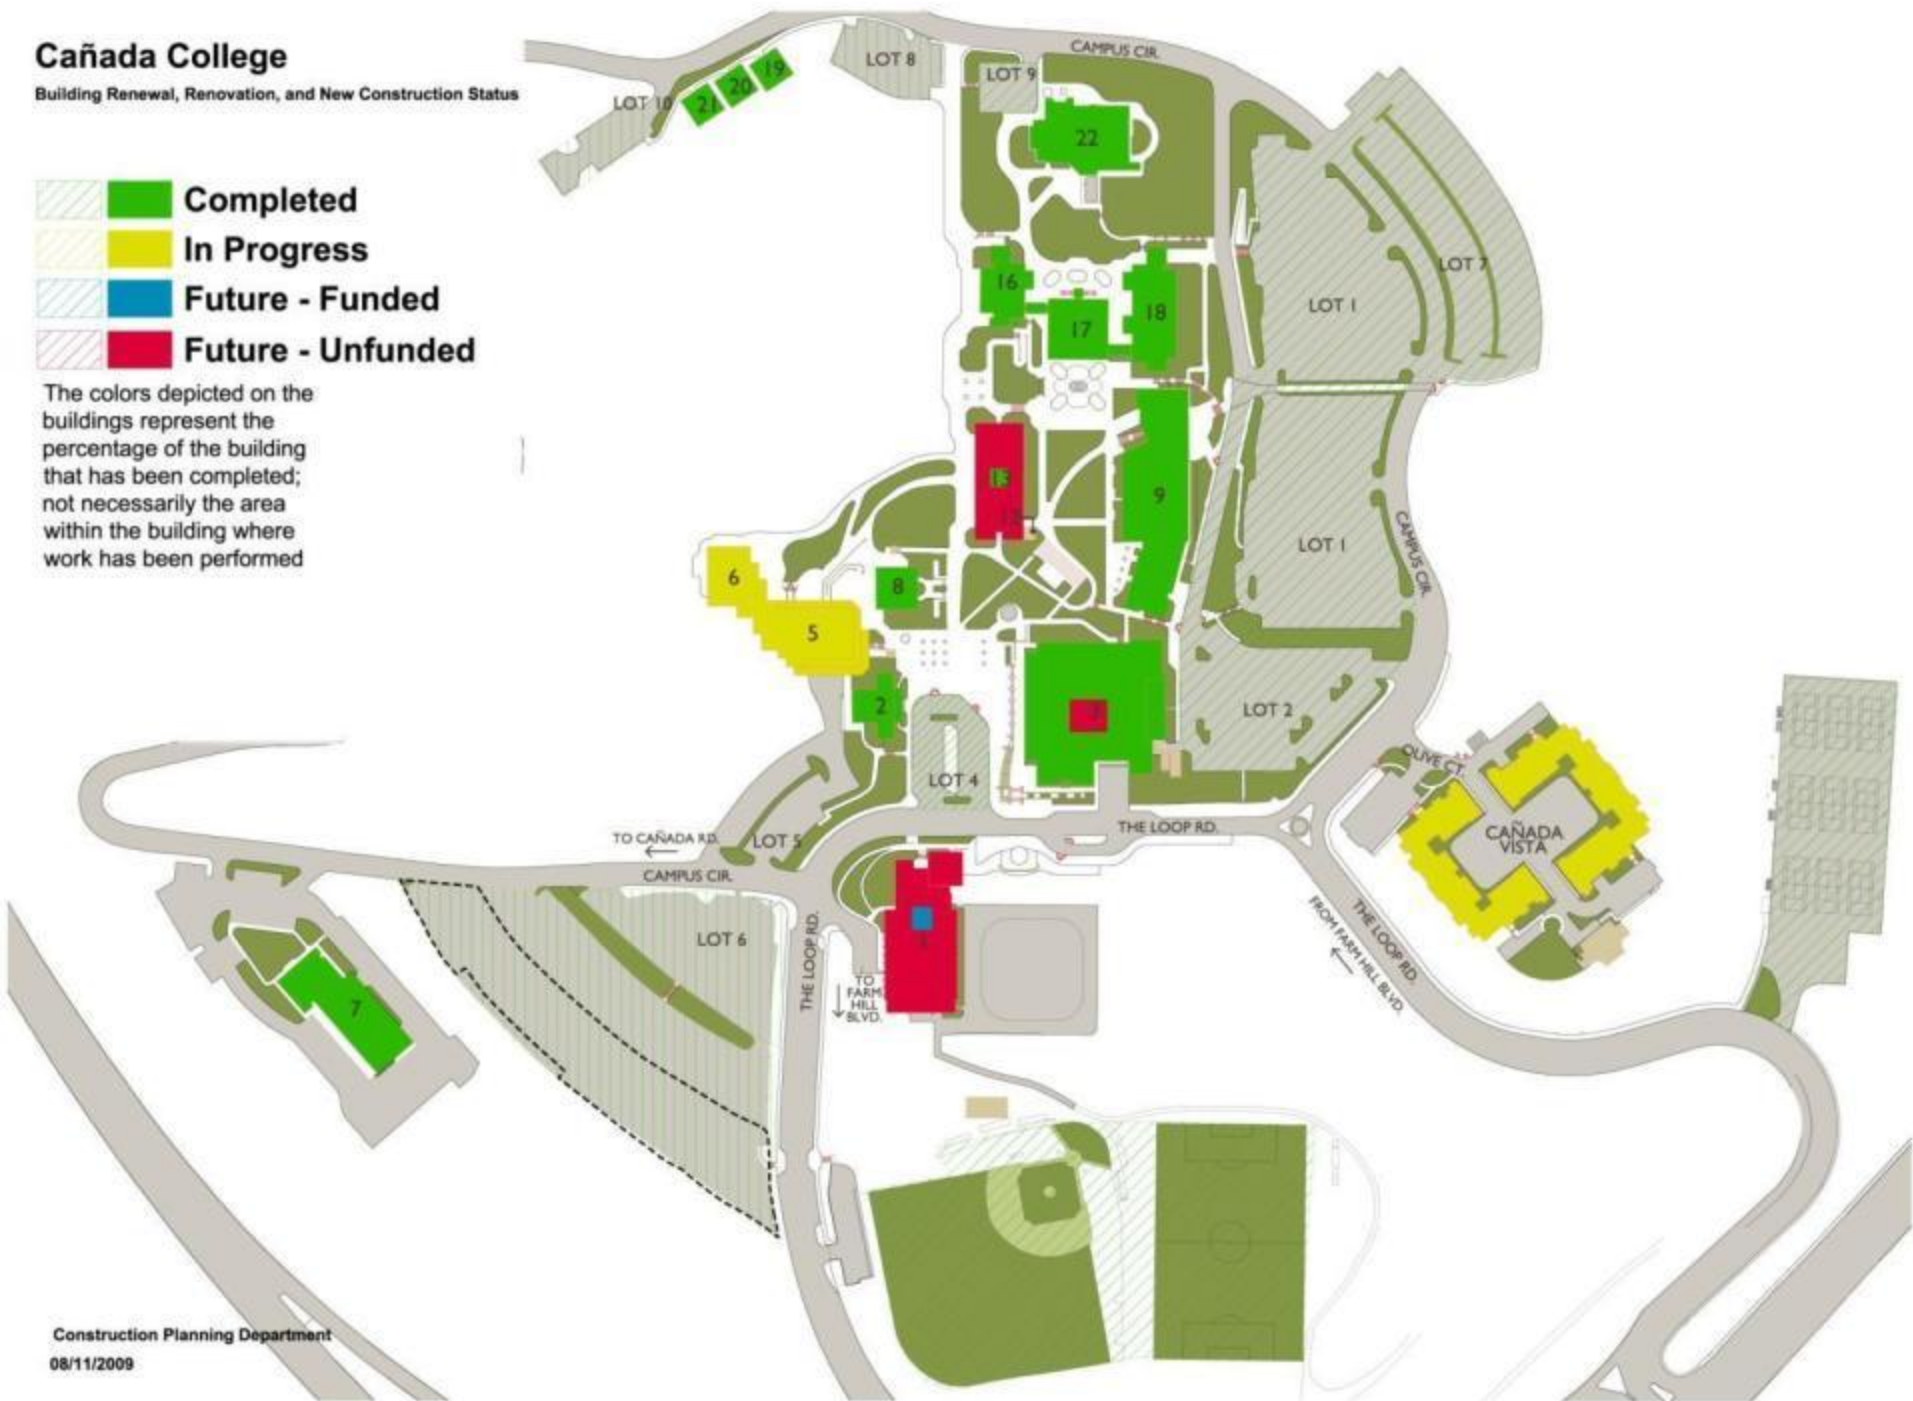 Cañada College
Building Renewal, Renovation, and New Construction Status
Completed
In Progress
Future - Funded
Future - Unfunded
The colors depicted on the
buildings represent the
percentage of the building
that has been completed;
not necessarily the area
within the building where
work has been performed
CAMPUS CIR.
LOT 8
LOT 9
LOT 10
21
20
19
22
LOT 7
LOT 1
16
17
18
13
9
LOT 1
CAMPUS CIR.
6
8
5
2
3
LOT 2
LOT 4
OLIVE CT.
CAÑADA
VISTA
TO CAÑADA RD.
LOT 5
THE LOOP RD.
CAMPUS CIR.
LOT 6
THE LOOP RD.
1
TO
FARM
HILL
BLVD.
THE LOOP RD.
FROM FARM HILL BLVD.
7
Construction Planning Department
08/11/2009